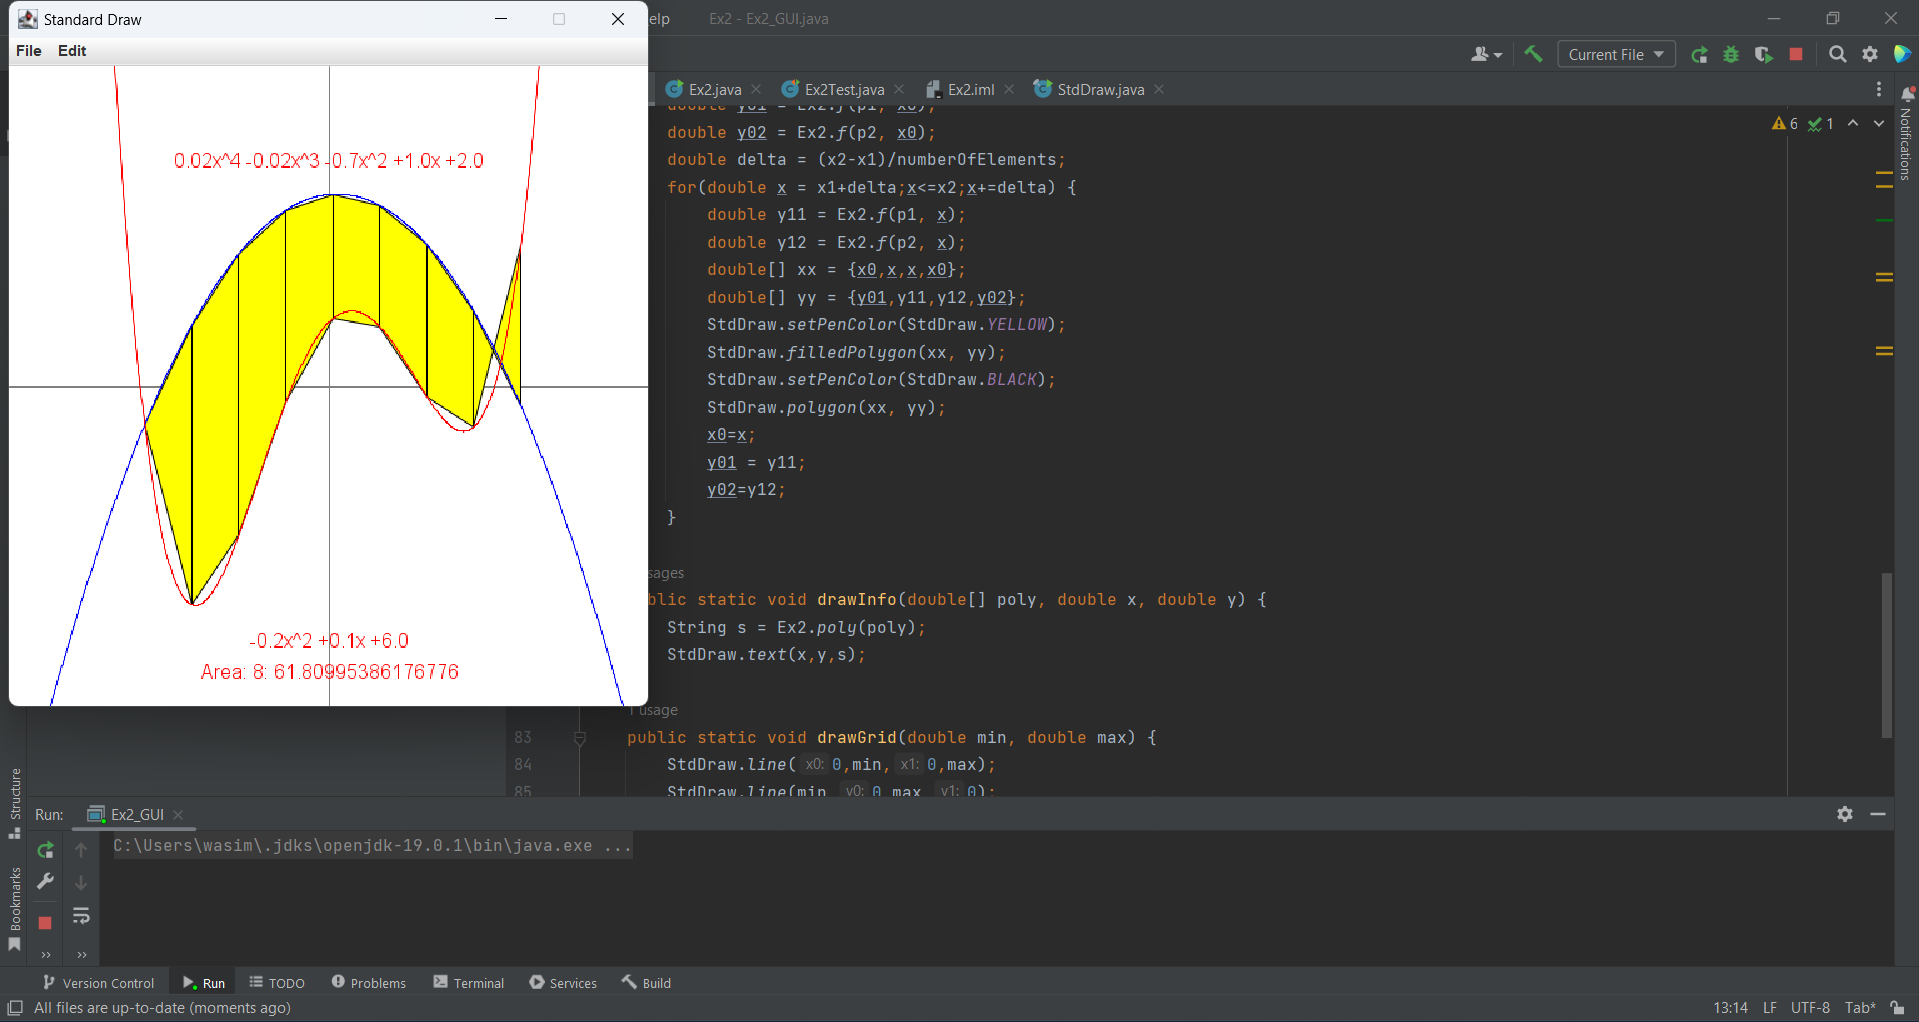 Standard Draw
File Edit
0.02x^4 -0.02x^3 -0.7x^2 +1.0x +2.0
-0.2x^2 +0.1x +6.0
Area: 8: 61.80995386176776
elp Ex2 - Ex2_GUI.java
Current File
Ex2.java Ex2Test.java Ex2.iml StdDraw.java
6 1
Notifications
double y01 = Ex2.f(p1, x0);
double y02 = Ex2.f(p2, x0);
double delta = (x2-x1)/numberOfElements;
for(double x = x1+delta;x<=x2;x+=delta) {
double y11 = Ex2.f(p1, x);
double y12 = Ex2.f(p2, x);
double[] xx = {x0,x,x,x0};
double[] yy = {y01,y11,y12,y02};
StdDraw.setPenColor(StdDraw.YELLOW);
StdDraw.filledPolygon(xx, yy);
StdDraw.setPenColor(StdDraw.BLACK);
StdDraw.polygon(xx, yy);
x0=x;
y01 = y11;
y02=y12;
}
sages
blic static void drawInfo(double[] poly, double x, double y) {
String s = Ex2.poly(poly);
StdDraw.text(x,y,s);
1 usage
83 public static void drawGrid(double min, double max) {
84 StdDraw.line( x0: 0,min, x1: 0,max);
85 StdDraw.line(min, y0: 0,max, y1: 0);
Structure
Bookmarks
Run: Ex2_GUI
C:\Users\wasim\.jdks\openjdk-19.0.1\bin\java.exe ...
Version Control Run TODO Problems Terminal Services Build
All files are up-to-date (moments ago) 13:14 LF UTF-8 Tab*